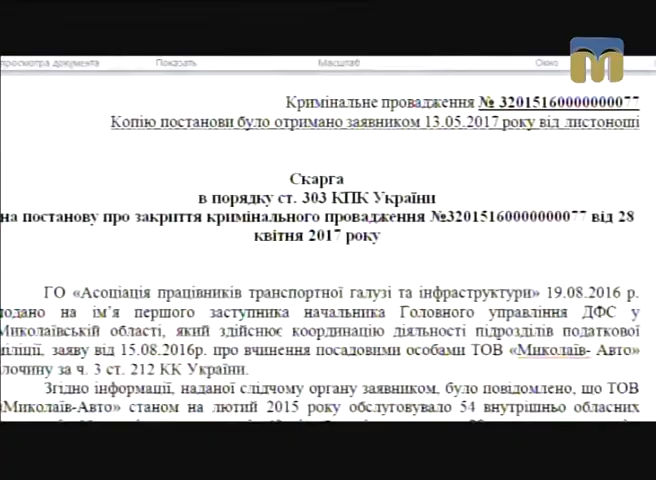 просмотра документа Показать Масштаб Окно
Кримінальне провадження № 32015160000000077
Копію постанови було отримано заявником 13.05.2017 року від листоноші
Скарга
в порядку ст. 303 КПК України
на постанову про закриття кримінального провадження №32015160000000077 від 28
квітня 2017 року
ГО «Асоціація працівників транспортної галузі та інфраструктури» 19.08.2016 р.
подано на ім'я першого заступника начальника Головного управління ДФС у
Миколаївській області, який здійснює координацію діяльності підрозділів податкової
міліції, заяву від 15.08.2016р. про вчинення посадовими особами ТОВ «Миколаїв- Авто»
злочину за ч. 3 ст. 212 КК України.
Згідно інформації, наданої слідчому органу заявником, було повідомлено, що ТОВ
«Миколаїв-Авто» станом на лютий 2015 року обслуговувало 54 внутрішньо обласних